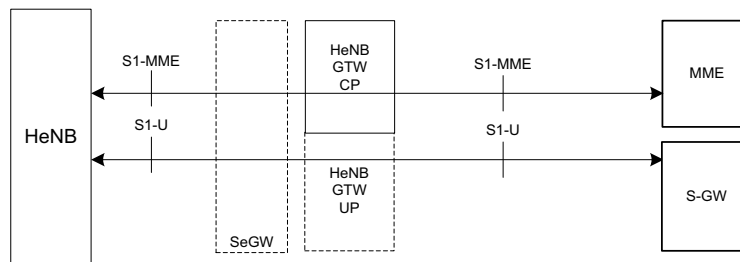 HeNB
S1-MME
S1-U
SeGW
HeNB
GTW
CP
HeNB
GTW
UP
S1-MME
S1-U
MME
S-GW